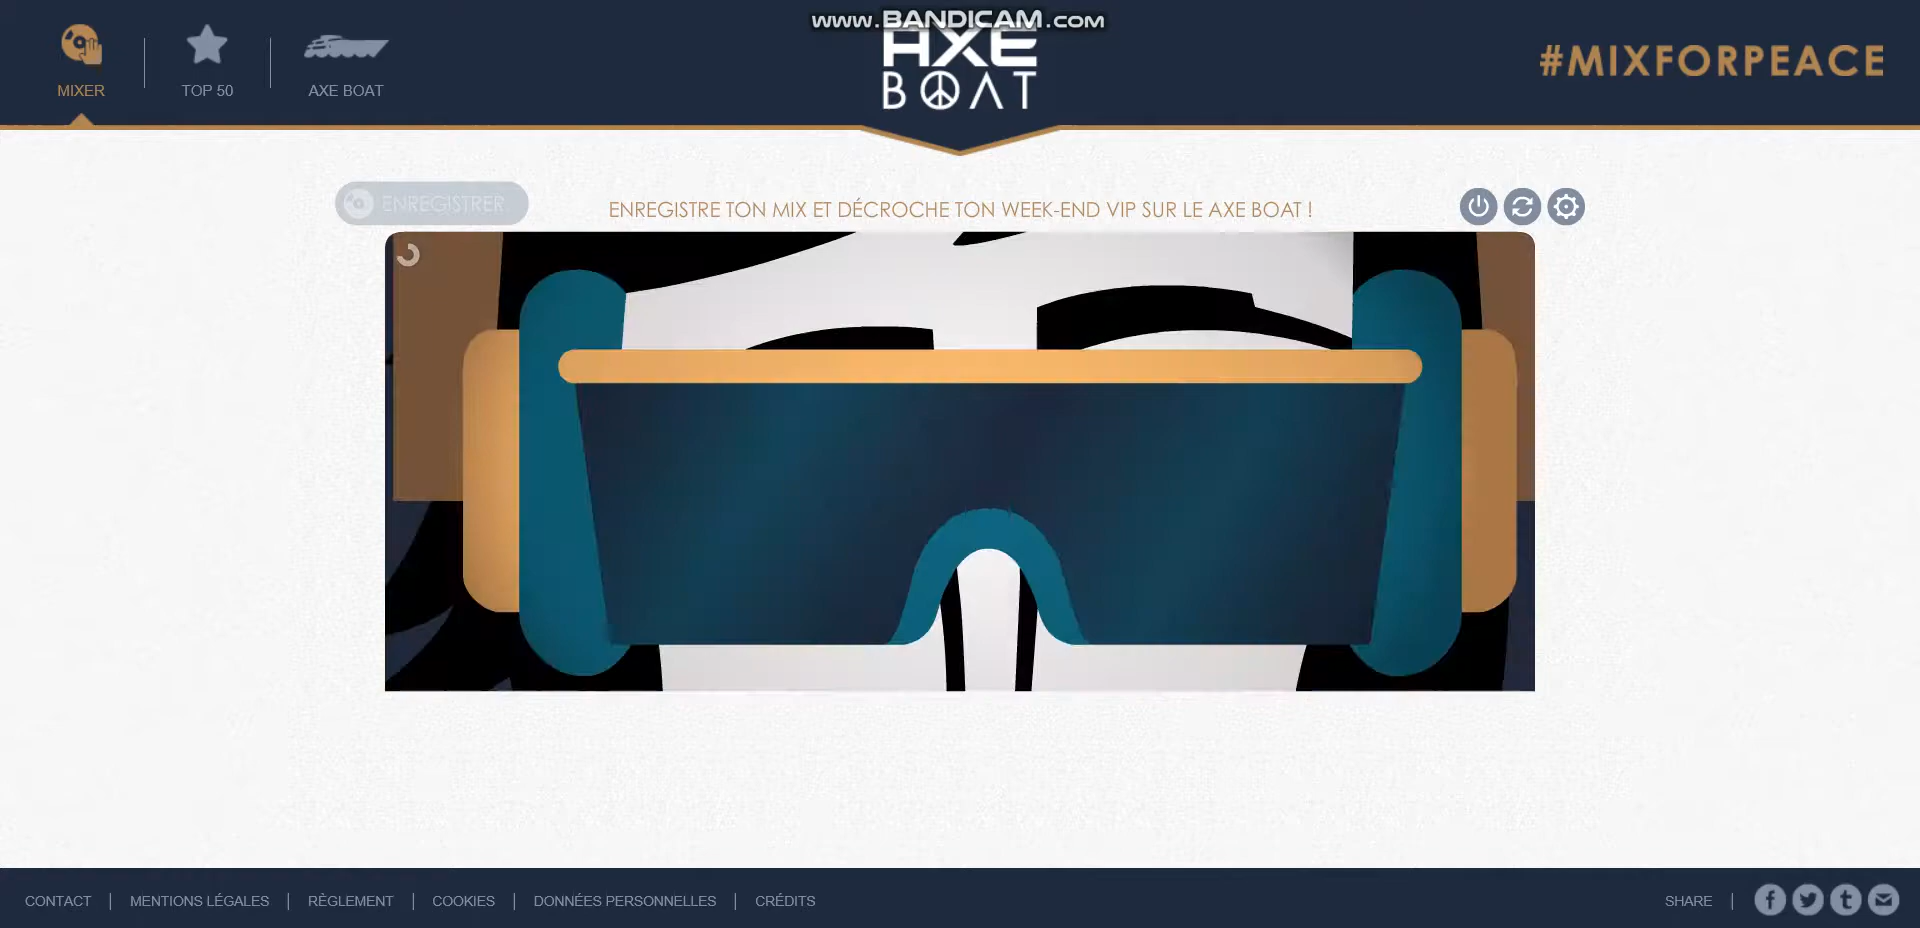 www.BANDICAM.com
AXE
BOAT
MIXER
TOP 50
AXE BOAT
#MIXFORPEACE
ENREGISTRER
ENREGISTRE TON MIX ET DÉCROCHE TON WEEK-END VIP SUR LE AXE BOAT !
CONTACT | MENTIONS LÉGALES | RÈGLEMENT | COOKIES | DONNÉES PERSONNELLES | CRÉDITS
SHARE |